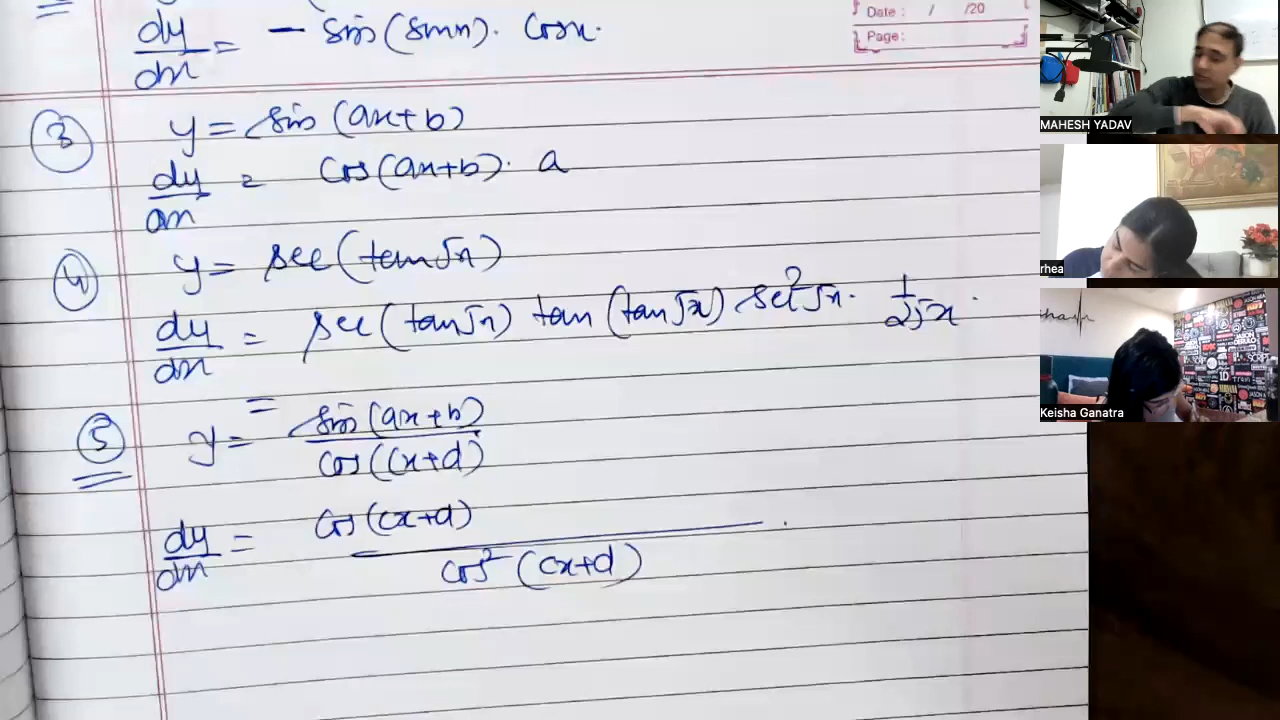 dy/dx = - sin(sinx). cosx.
Date : / /20
Page:
3 y = sin (ax+b)
dy/dx = cos(ax+b). a
4 y = sec(tan√x)
dy/dx = sec(tan√x) tan (tan√x) sec²√x. 1/2√x .
=
5 y = sin(ax+b)/cos(cx+d)
dy/dx = cos(cx+d) / cos² (cx+d) .
MAHESH YADAV
rhea
Keisha Ganatra